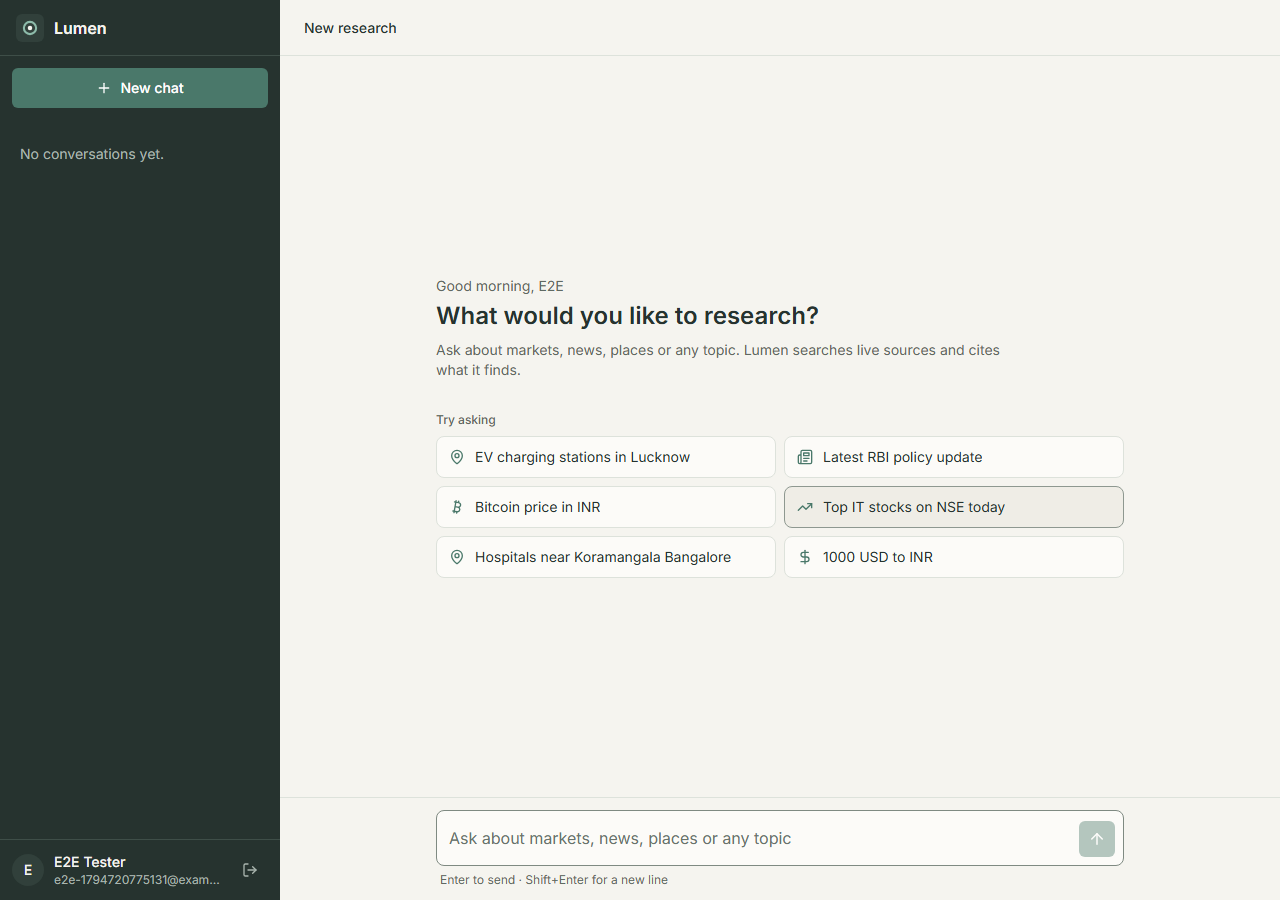 Lumen
New research
New chat
No conversations yet.
Good morning, E2E
What would you like to research?
Ask about markets, news, places or any topic. Lumen searches live sources and cites
what it finds.
Try asking
EV charging stations in Lucknow
Latest RBI policy update
Bitcoin price in INR
Top IT stocks on NSE today
Hospitals near Koramangala Bangalore
1000 USD to INR
Ask about markets, news, places or any topic
Enter to send · Shift+Enter for a new line
E
E2E Tester
e2e-1794720775131@exam...